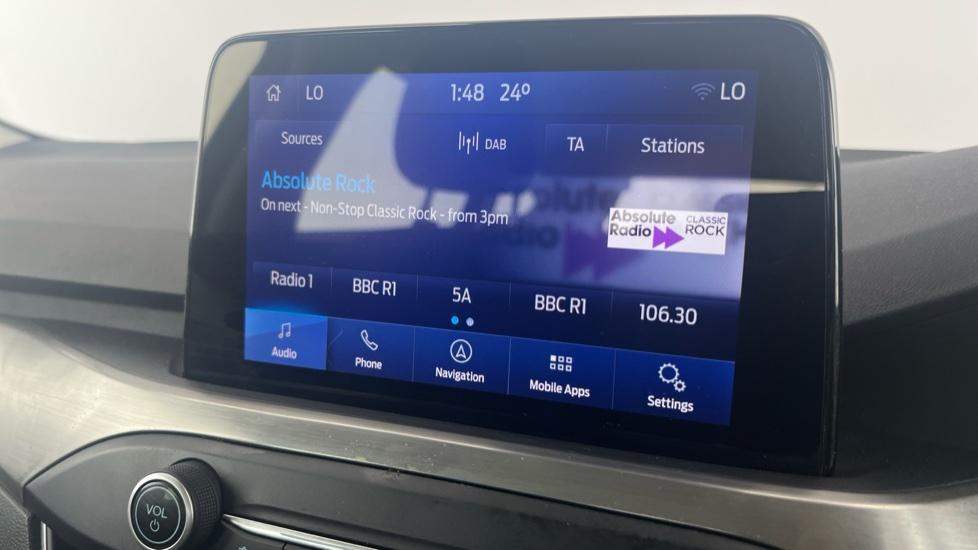 LO 1:48 24º LO
Sources DAB TA Stations
Absolute Rock
On next - Non-Stop Classic Rock - from 3pm
Absolute Radio CLASSIC ROCK
Radio 1 BBC R1 5A BBC R1 106.30
Audio Phone Navigation Mobile Apps Settings
VOL